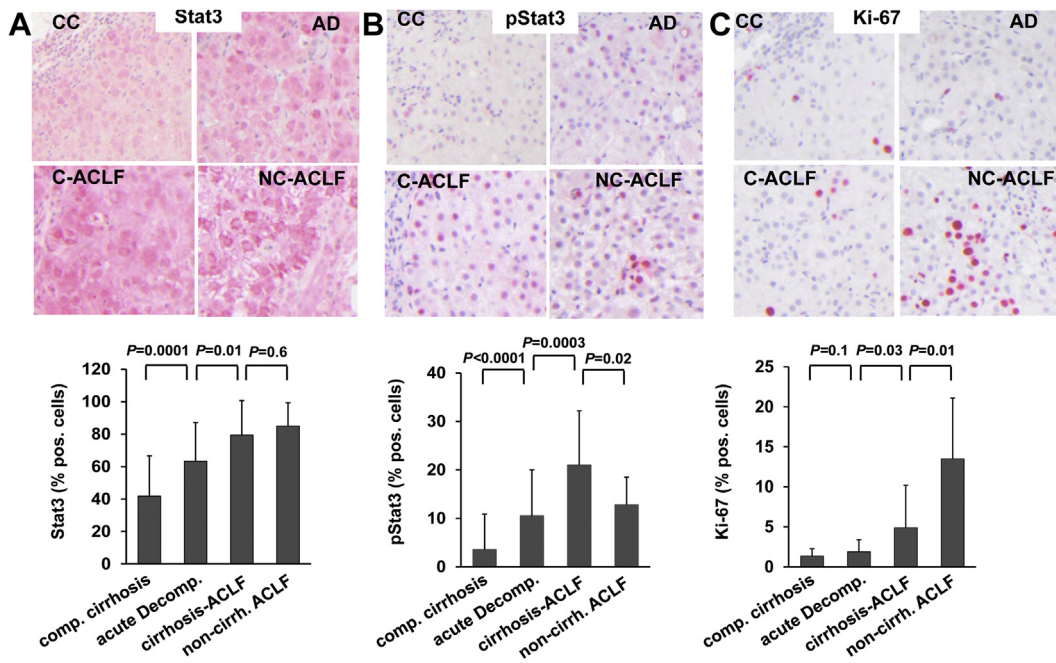 A
CC
Stat3
AD
C-ACLF
NC-ACLF
P=0.0001
P=0.01
P=0.6
120
100
80
60
40
20
0
Stat3 (% pos. cells)
comp. cirrhosis
acute Decomp.
cirrhosis-ACLF
non-cirrh. ACLF
B
CC
pStat3
AD
C-ACLF
NC-ACLF
P=0.0003
P<0.0001
P=0.02
40
30
20
10
0
pStat3 (% pos. cells)
comp. cirrhosis
acute Decomp.
cirrhosis-ACLF
non-cirrh. ACLF
C
CC
Ki-67
AD
C-ACLF
NC-ACLF
P=0.1
P=0.03
P=0.01
25
20
15
10
5
0
Ki-67 (% pos. cells)
comp. cirrhosis
acute Decomp.
cirrhosis-ACLF
non-cirrh. ACLF